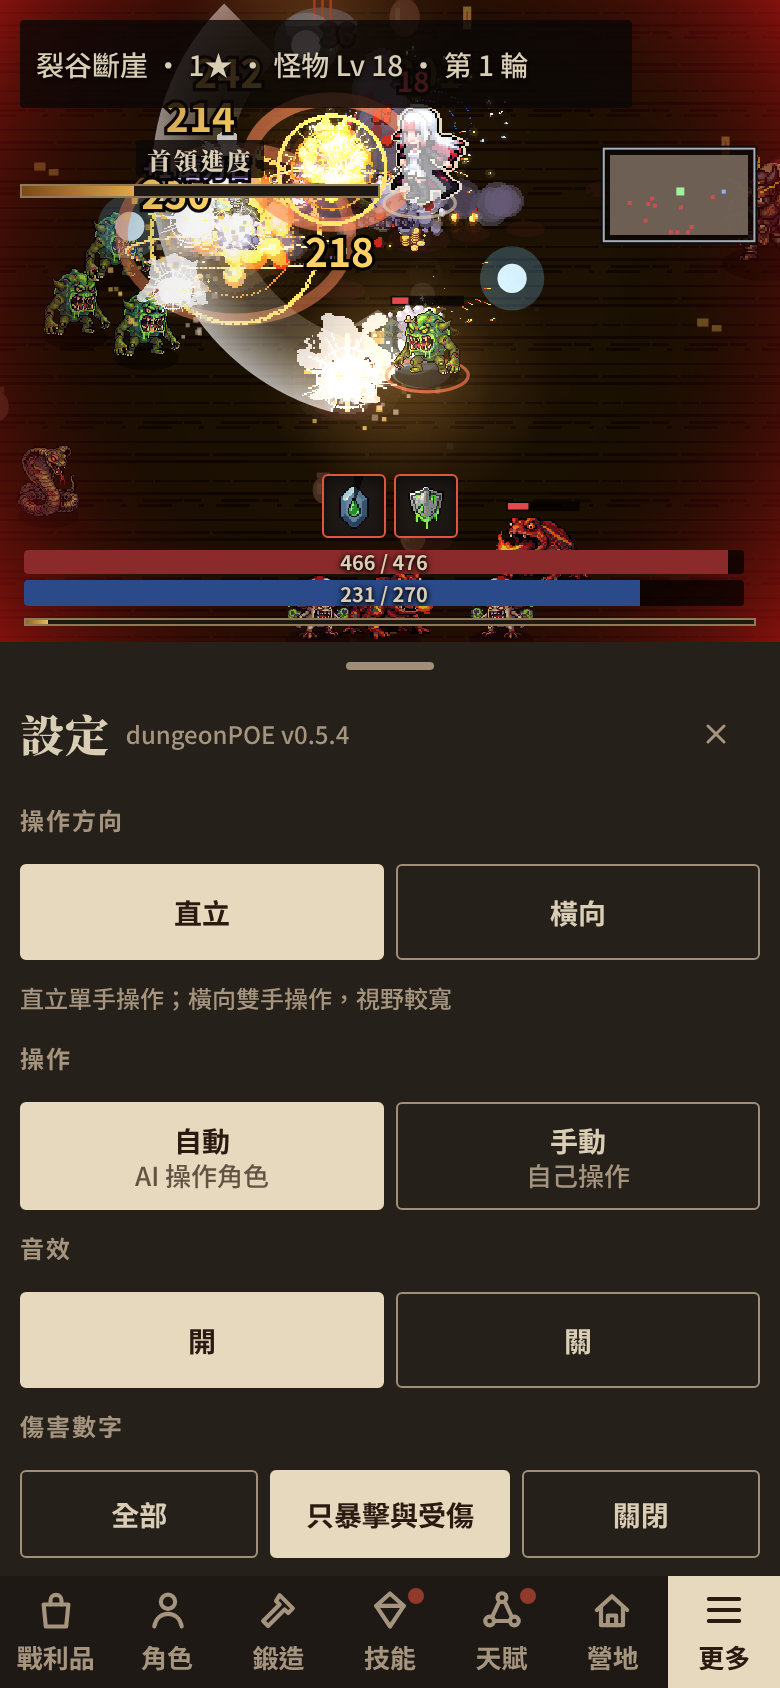 裂谷斷崖 · 1★ · 怪物 Lv 18 · 第 1 輪
214
首領進度
218
466 / 476
231 / 270
設定 dungeonPOE v0.5.4
操作方向
直立 橫向
直立單手操作；橫向雙手操作，視野較寬
操作
自動 手動
AI 操作角色 自己操作
音效
開 關
傷害數字
全部 只暴擊與受傷 關閉
戰利品 角色 鍛造 技能 天賦 營地 更多